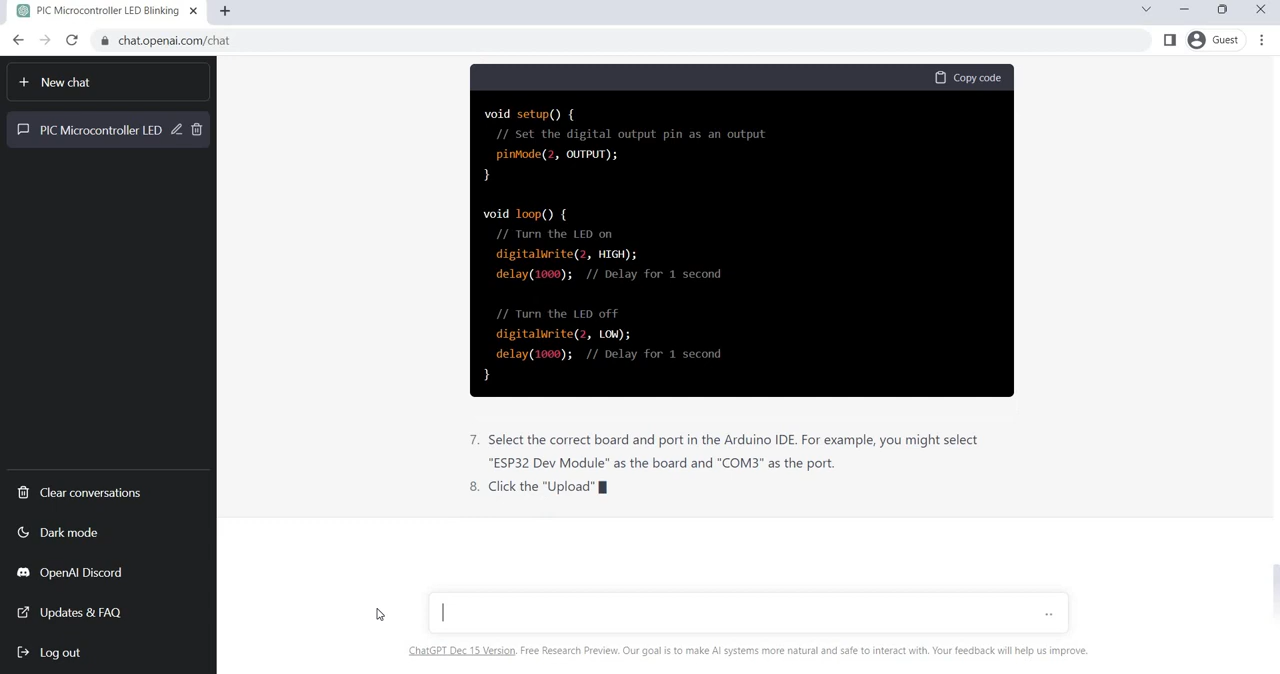 PIC Microcontroller LED Blinking
chat.openai.com/chat
Guest
New chat
PIC Microcontroller LED
Copy code
void setup() {
// Set the digital output pin as an output
pinMode(2, OUTPUT);
}
void loop() {
// Turn the LED on
digitalWrite(2, HIGH);
delay(1000);  // Delay for 1 second
// Turn the LED off
digitalWrite(2, LOW);
delay(1000);  // Delay for 1 second
}
7. Select the correct board and port in the Arduino IDE. For example, you might select
"ESP32 Dev Module" as the board and "COM3" as the port.
8. Click the "Upload"
Clear conversations
Dark mode
OpenAI Discord
Updates & FAQ
Log out
ChatGPT Dec 15 Version. Free Research Preview. Our goal is to make AI systems more natural and safe to interact with. Your feedback will help us improve.